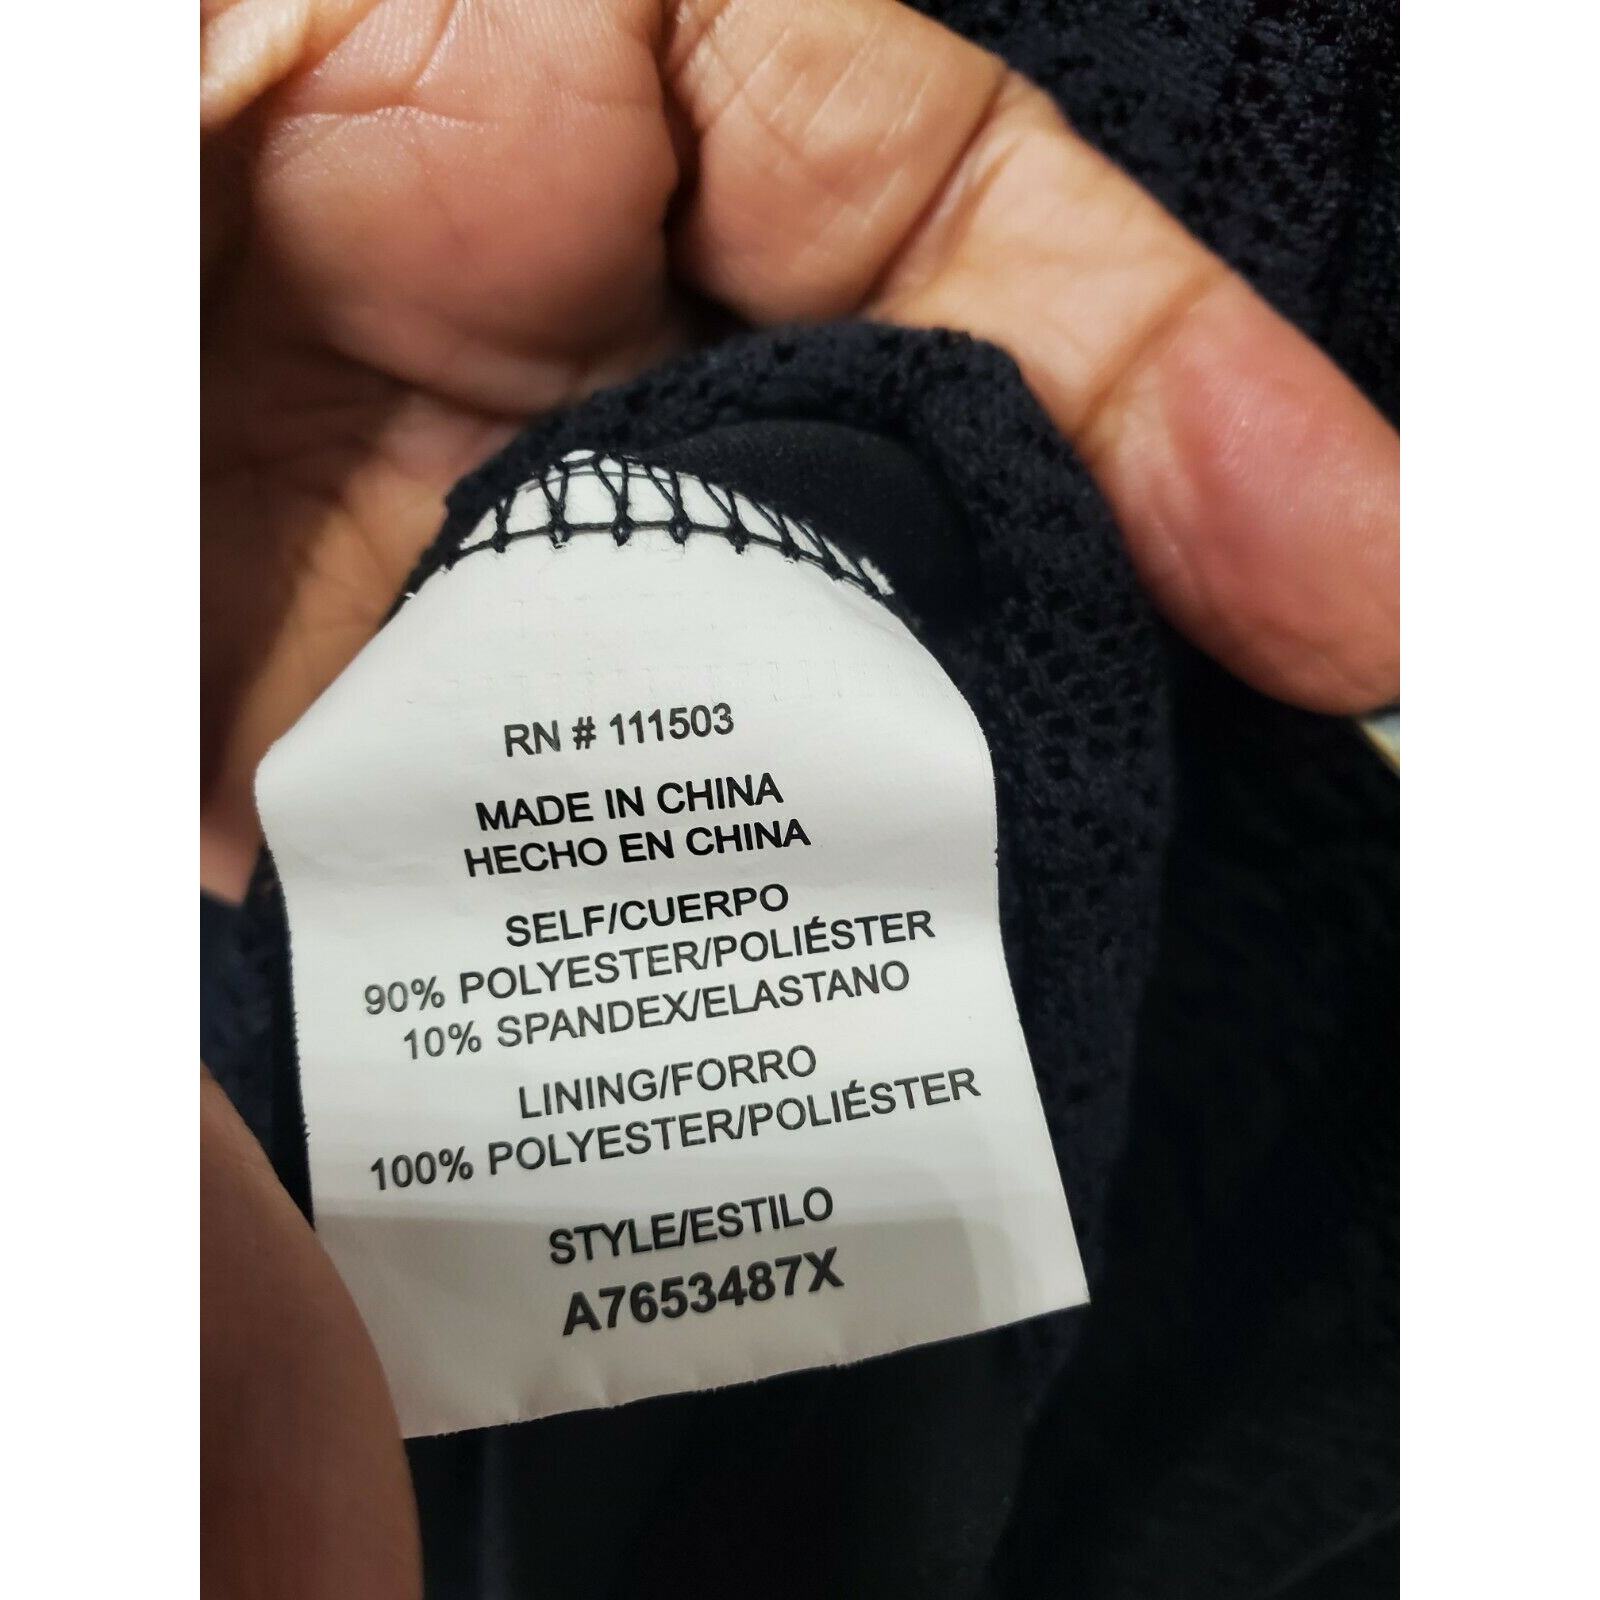 RN # 111503
MADE IN CHINA
HECHO EN CHINA
SELF/CUERPO
90% POLYESTER/POLIÉSTER
10% SPANDEX/ELASTANO
LINING/FORRO
100% POLYESTER/POLIÉSTER
STYLE/ESTILO
A7653487X